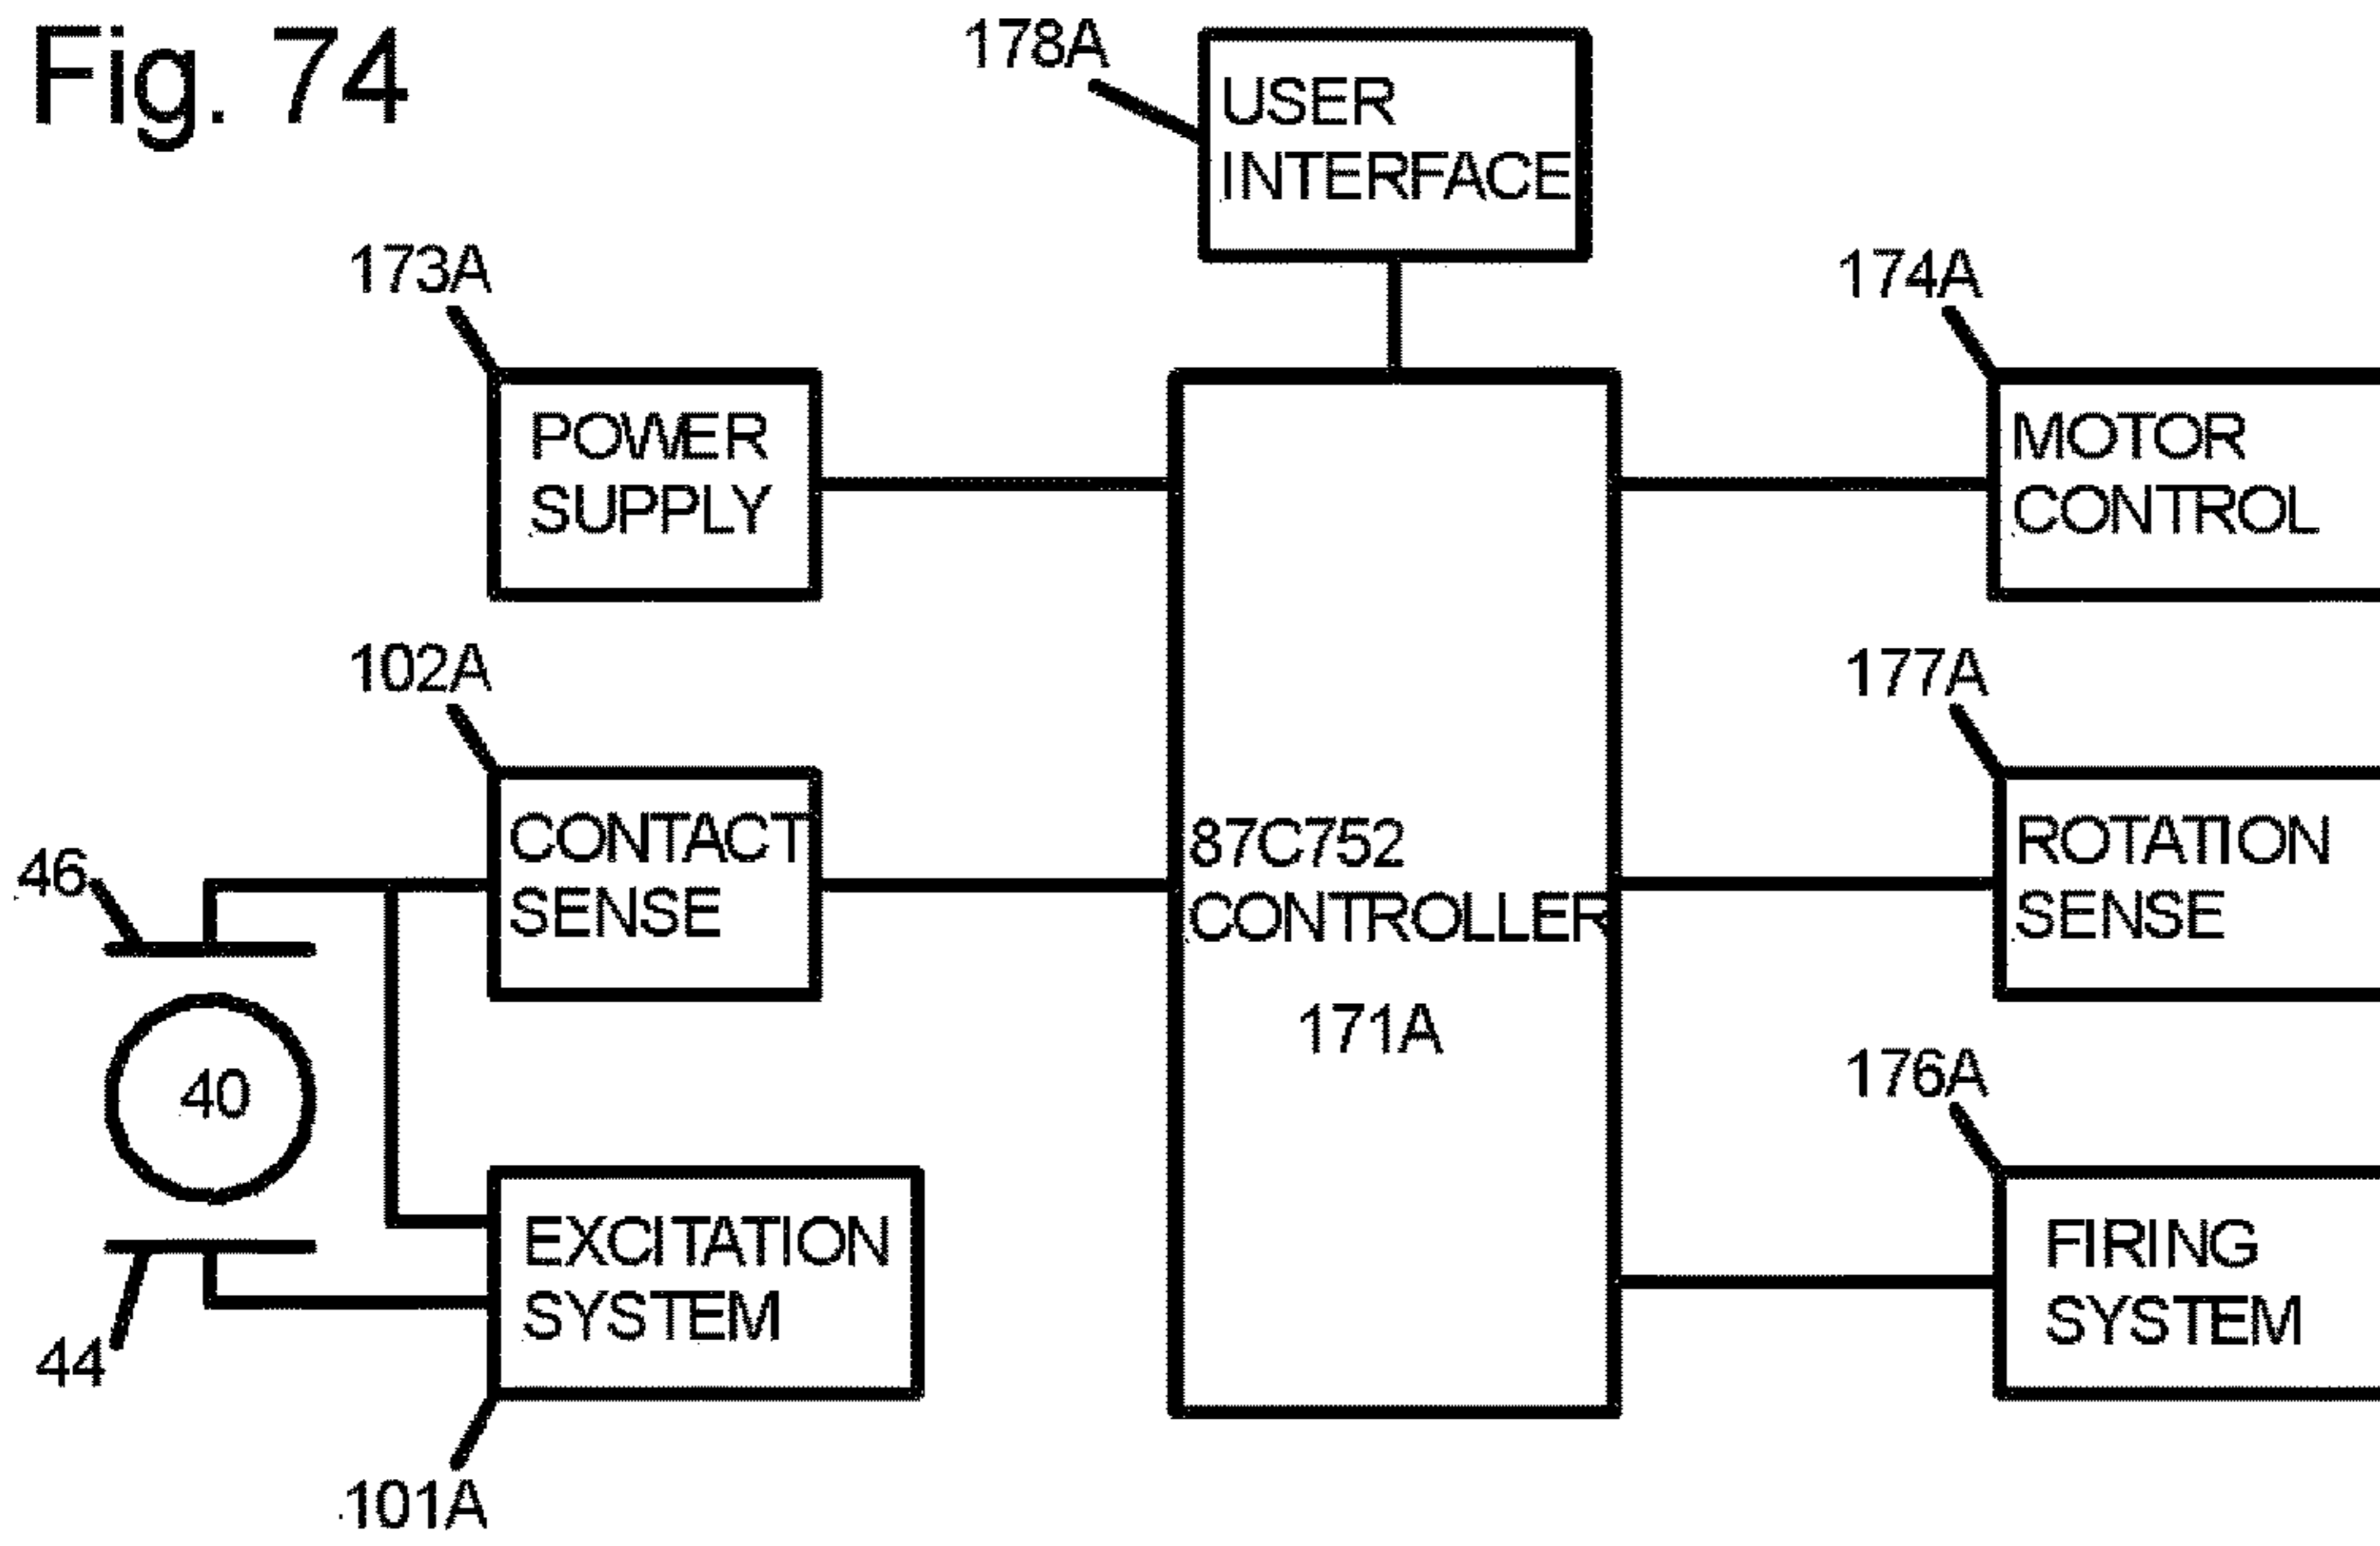 Fig. 74
178A
USER
INTERFACE
173A
POWER
SUPPLY
174A
MOTOR
CONTROL
102A
CONTACT
SENSE
87C752
CONTROLLER
171A
177A
ROTATION
SENSE
46
40
44
EXCITATION
SYSTEM
101A
176A
FIRING
SYSTEM